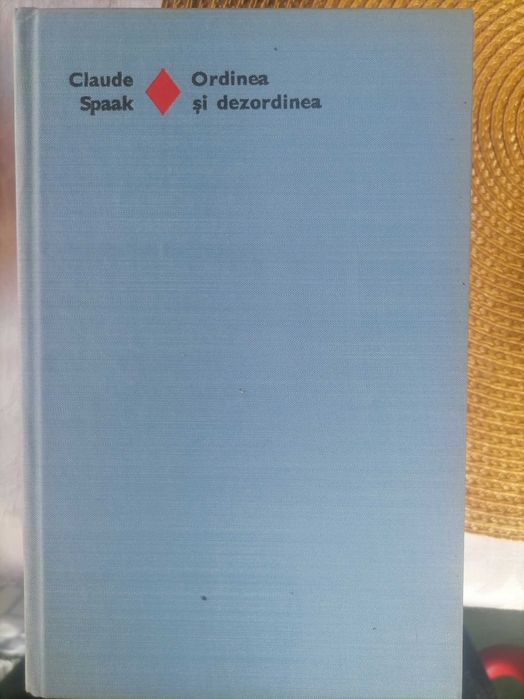 Claude
Spaak
Ordinea
și dezordinea